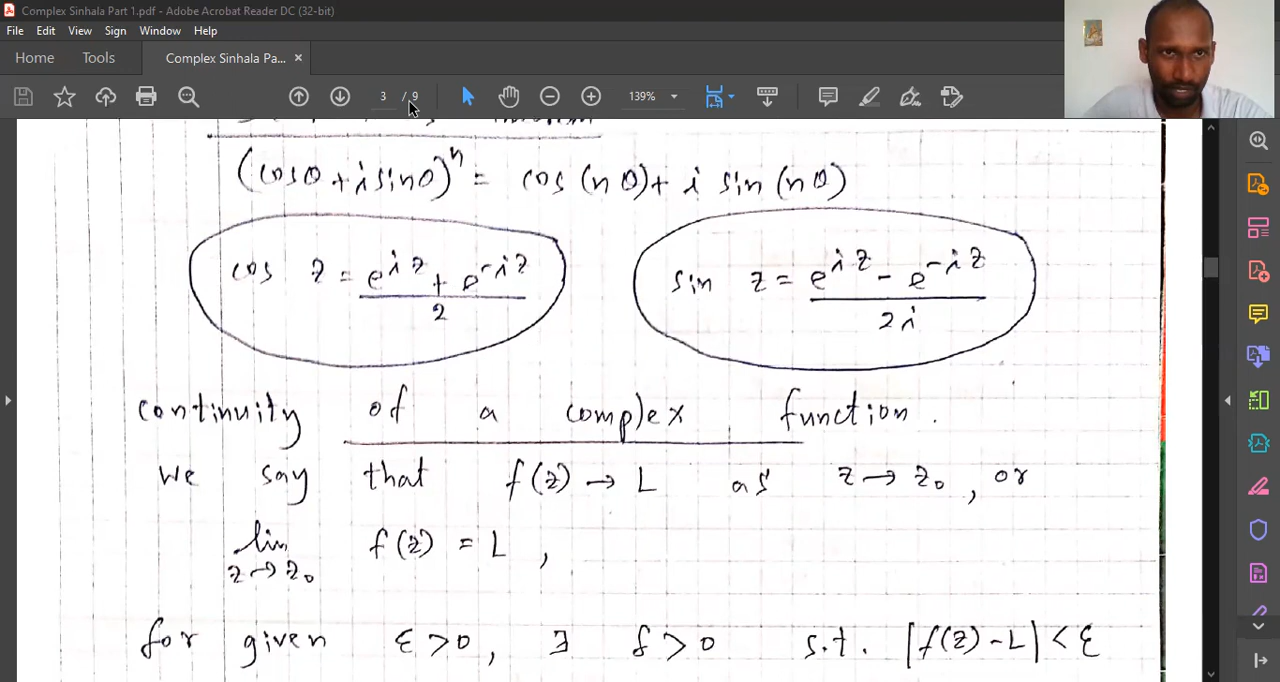 Complex Sinhala Part 1.pdf - Adobe Acrobat Reader DC (32-bit)
File Edit View Sign Window Help
Home Tools Complex Sinhala Pa... ×
3 / 9 139%
(cosθ + i sinθ)^n = cos (nθ) + i sin (nθ)
cos z = (e^{iz} + e^{-iz})/2 sin z = (e^{iz} - e^{-iz})/2i
continuity of a complex function.
We say that f(z) → L as z → z₀, or
lim_{z→z₀} f(z) = L,
for given ε > 0, ∃ δ > 0 s.t. |f(z) - L| < ε